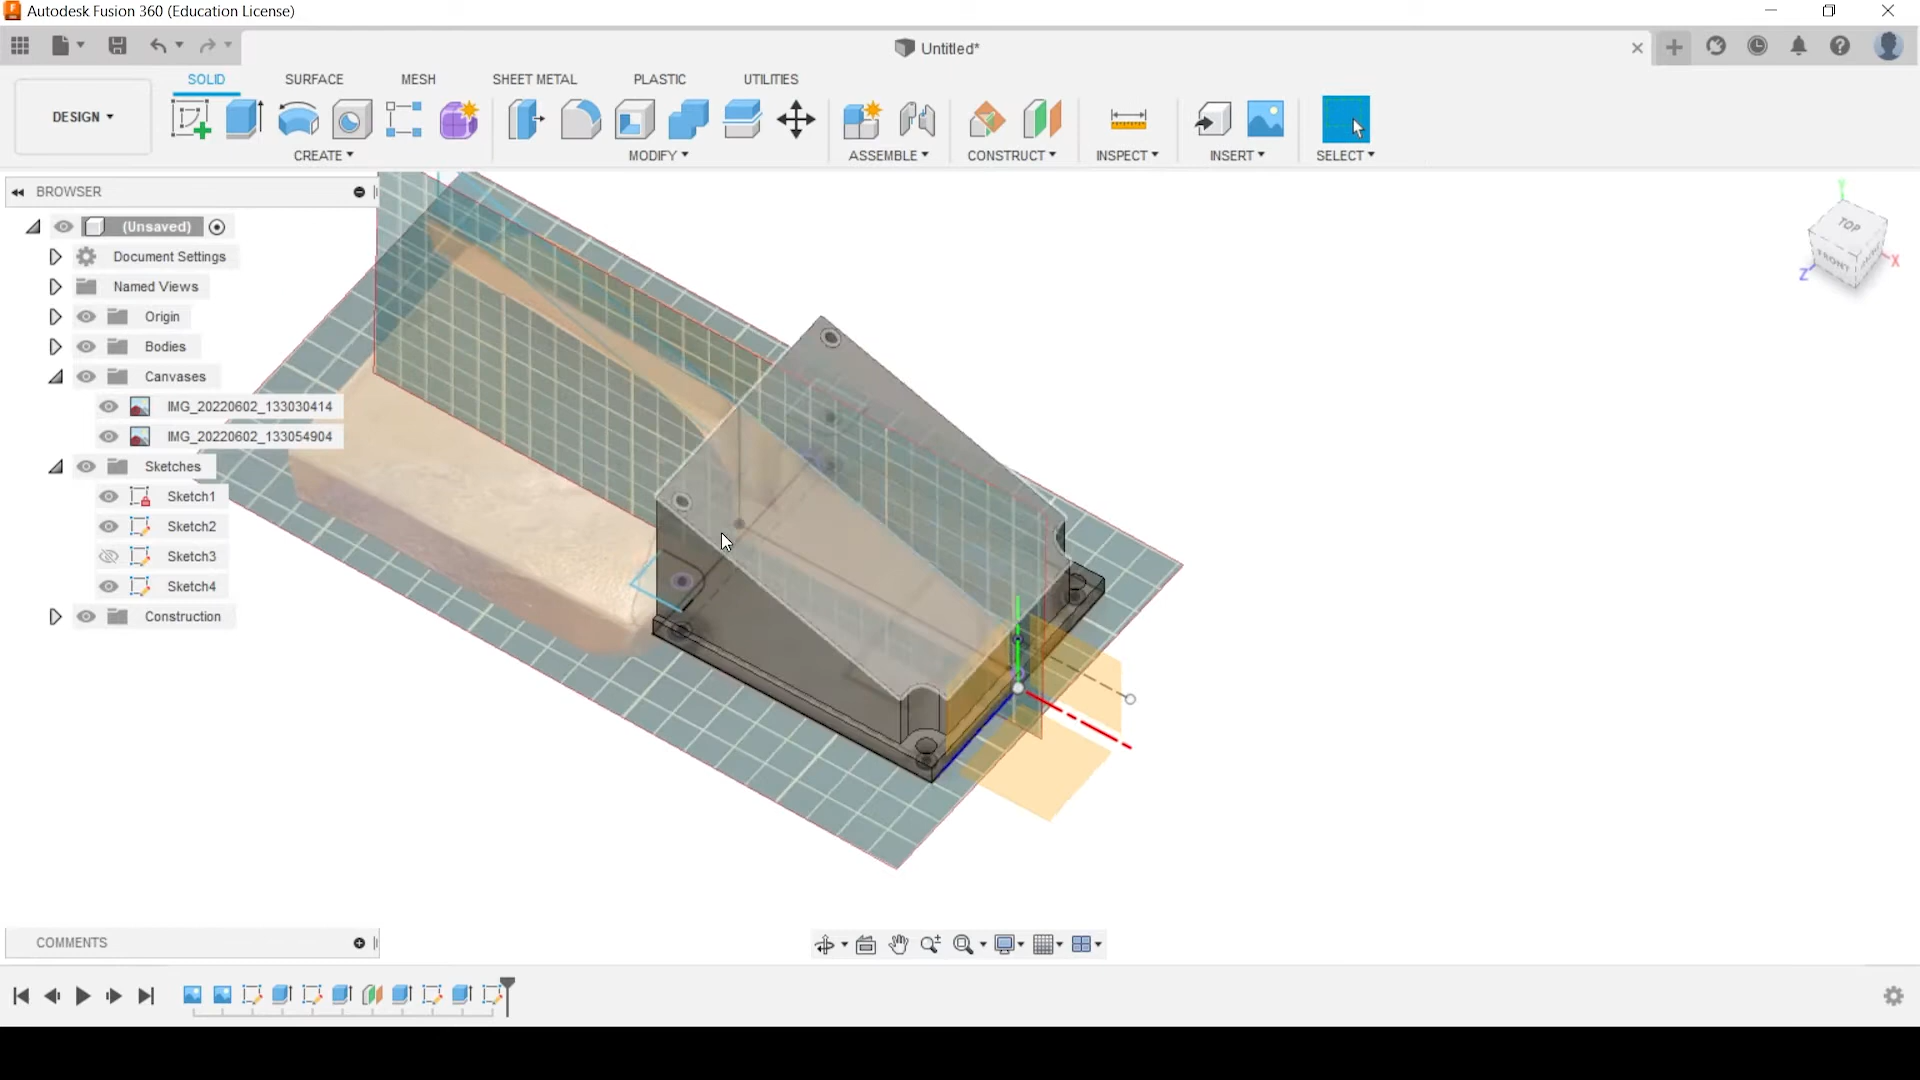 Autodesk Fusion 360 (Education License)
Untitled*
DESIGN
SOLID
SURFACE
MESH
SHEET METAL
PLASTIC
UTILITIES
CREATE
MODIFY
ASSEMBLE
CONSTRUCT
INSPECT
INSERT
SELECT
BROWSER
(Unsaved)
Document Settings
Named Views
Origin
Bodies
Canvases
IMG_20220602_133030414
IMG_20220602_133054904
Sketches
Sketch1
Sketch2
Sketch3
Sketch4
Construction
Y
TOP
FRONT
X
Z
COMMENTS